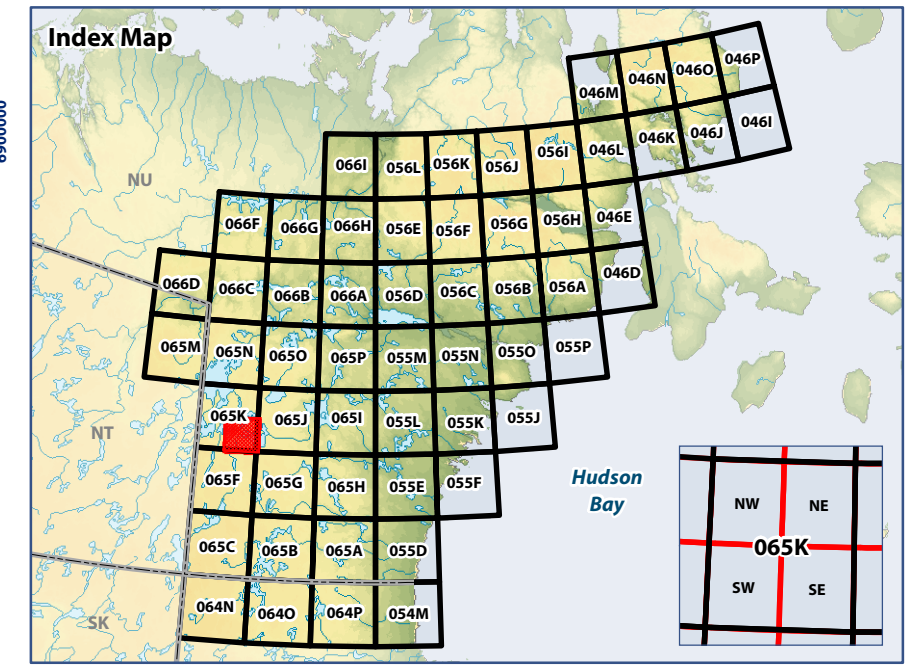 Index Map
6900000
046M 046N 046O 046P
046L 046K 046J 046I
NU
066I 056L 056K 056J 056I
066F 066G 066H 056E 056F 056G 056H 046E
066D 066C 066B 066A 056D 056C 056B 056A 046D
065M 065N 065O 065P 055M 055N 055O 055P
NT
065K 065J 065I 055L 055K 055J
065F 065G 065H 055E 055F
Hudson
Bay
065C 065B 065A 055D
SK
064N 064O 064P 054M
NW NE
065K
SW SE